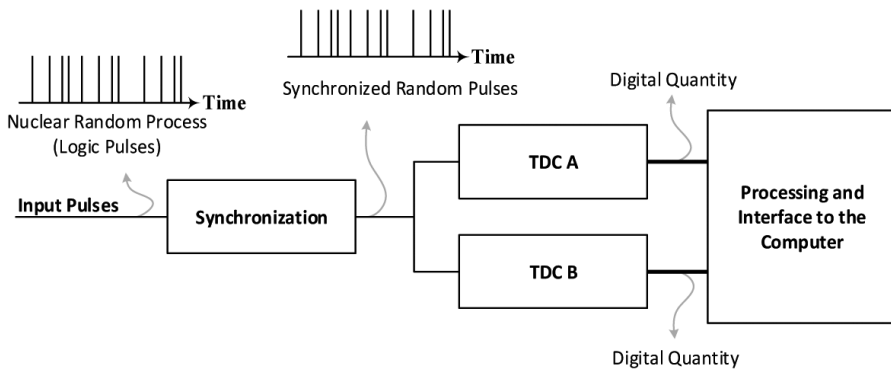 Time
Synchronized Random Pulses
Time
Nuclear Random Process
(Logic Pulses)
Input Pulses
Synchronization
TDC A
TDC B
Digital Quantity
Digital Quantity
Processing and
Interface to the
Computer